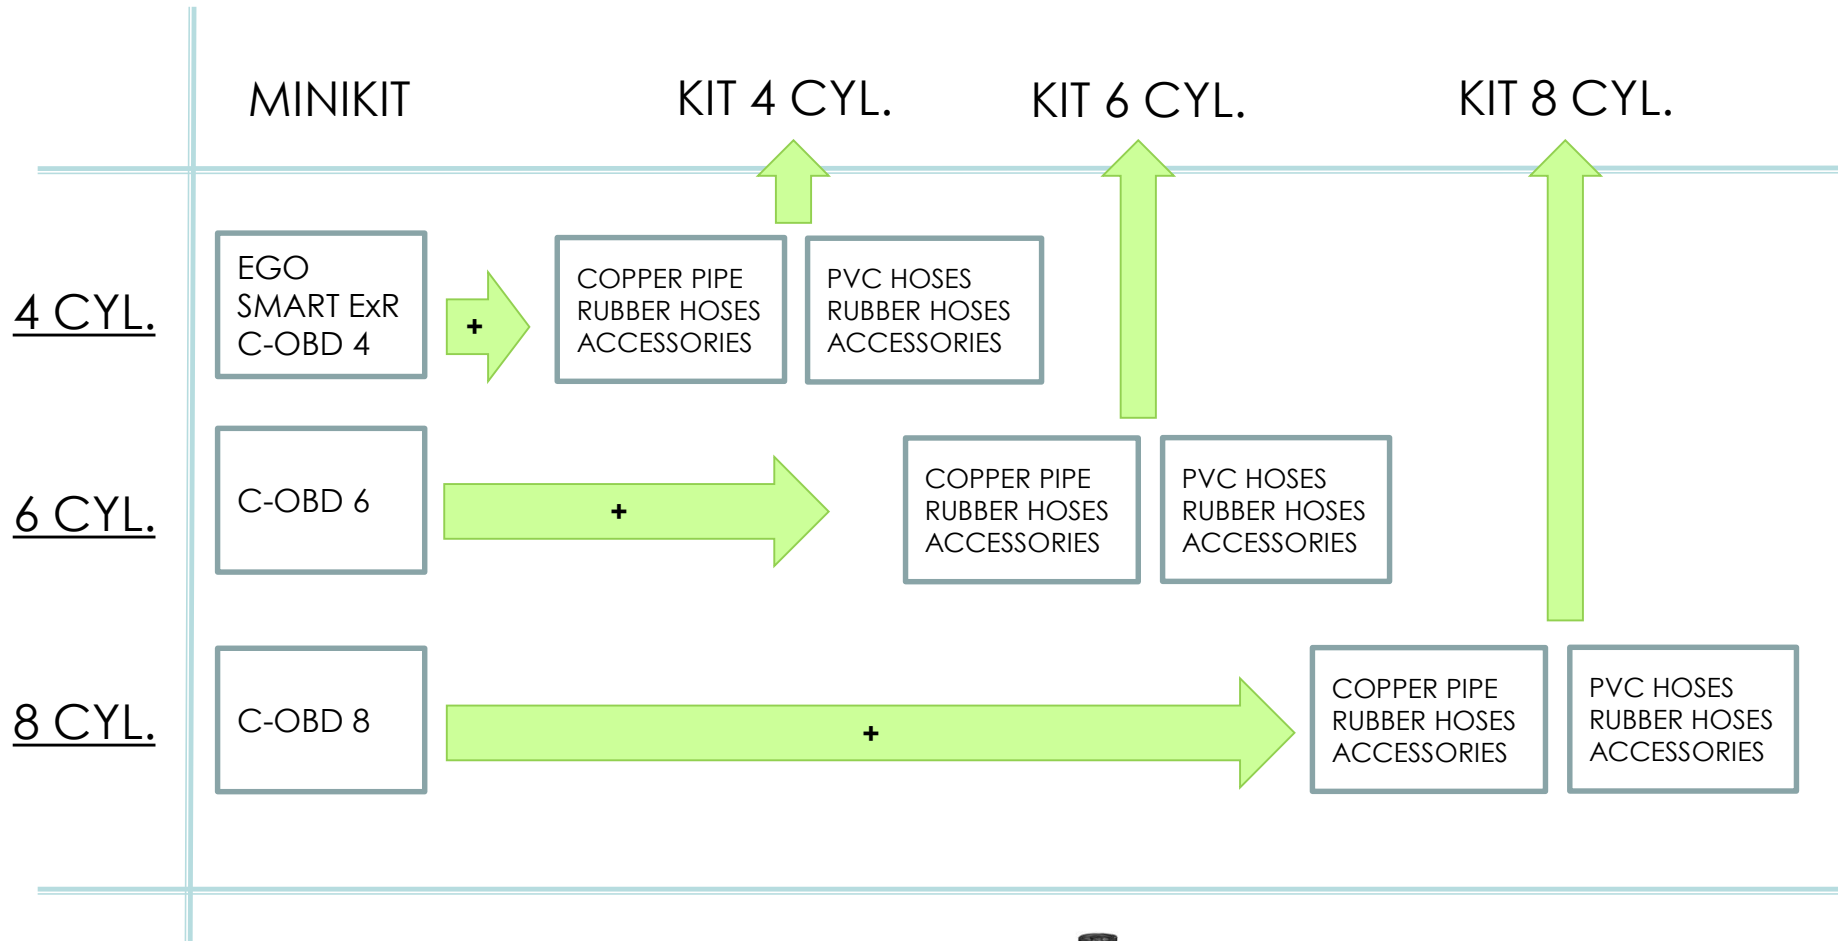 MINIKIT
KIT 4 CYL.
KIT 6 CYL.
KIT 8 CYL.
4 CYL.
EGO
SMART ExR
C-OBD 4
+
COPPER PIPE
RUBBER HOSES
ACCESSORIES
PVC HOSES
RUBBER HOSES
ACCESSORIES
6 CYL.
C-OBD 6
+
COPPER PIPE
RUBBER HOSES
ACCESSORIES
PVC HOSES
RUBBER HOSES
ACCESSORIES
8 CYL.
C-OBD 8
+
COPPER PIPE
RUBBER HOSES
ACCESSORIES
PVC HOSES
RUBBER HOSES
ACCESSORIES